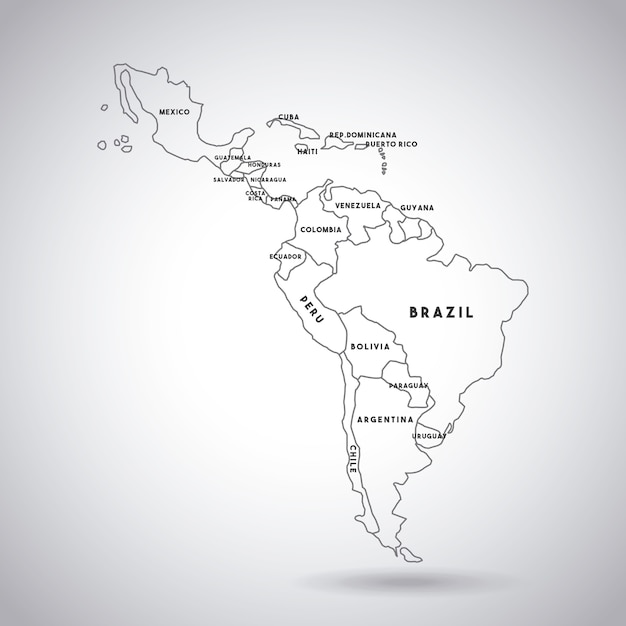 MEXICO
CUBA
REP.DOMINICANA
PUERTO RICO
HAITI
GUATEMALA
HONDURAS
SALVADOR
NICARAGUA
COSTA
RICA
PANAMA
VENEZUELA
GUYANA
COLOMBIA
ECUADOR
PERU
BRAZIL
BOLIVIA
PARAGUAY
ARGENTINA
URUGUAY
CHILE